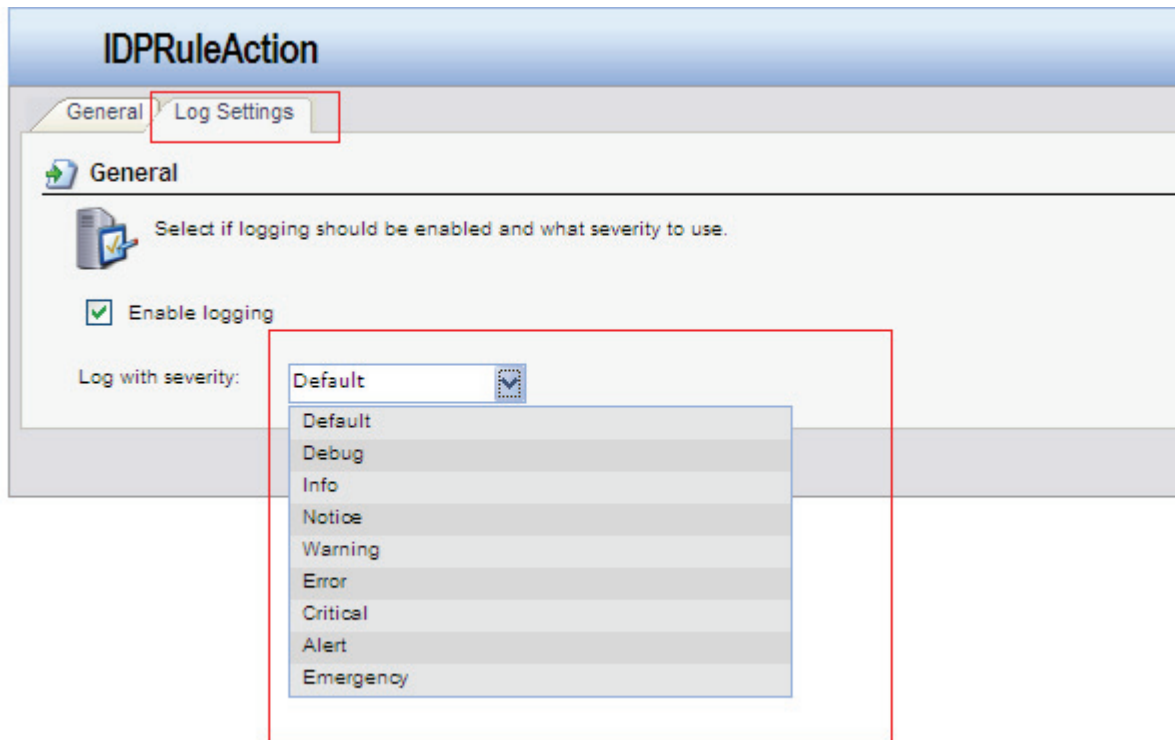 IDPRuleAction
General
Log Settings
General
Select if logging should be enabled and what severity to use.
Enable logging
Log with severity:
Default
Default
Debug
Info
Notice
Warning
Error
Critical
Alert
Emergency